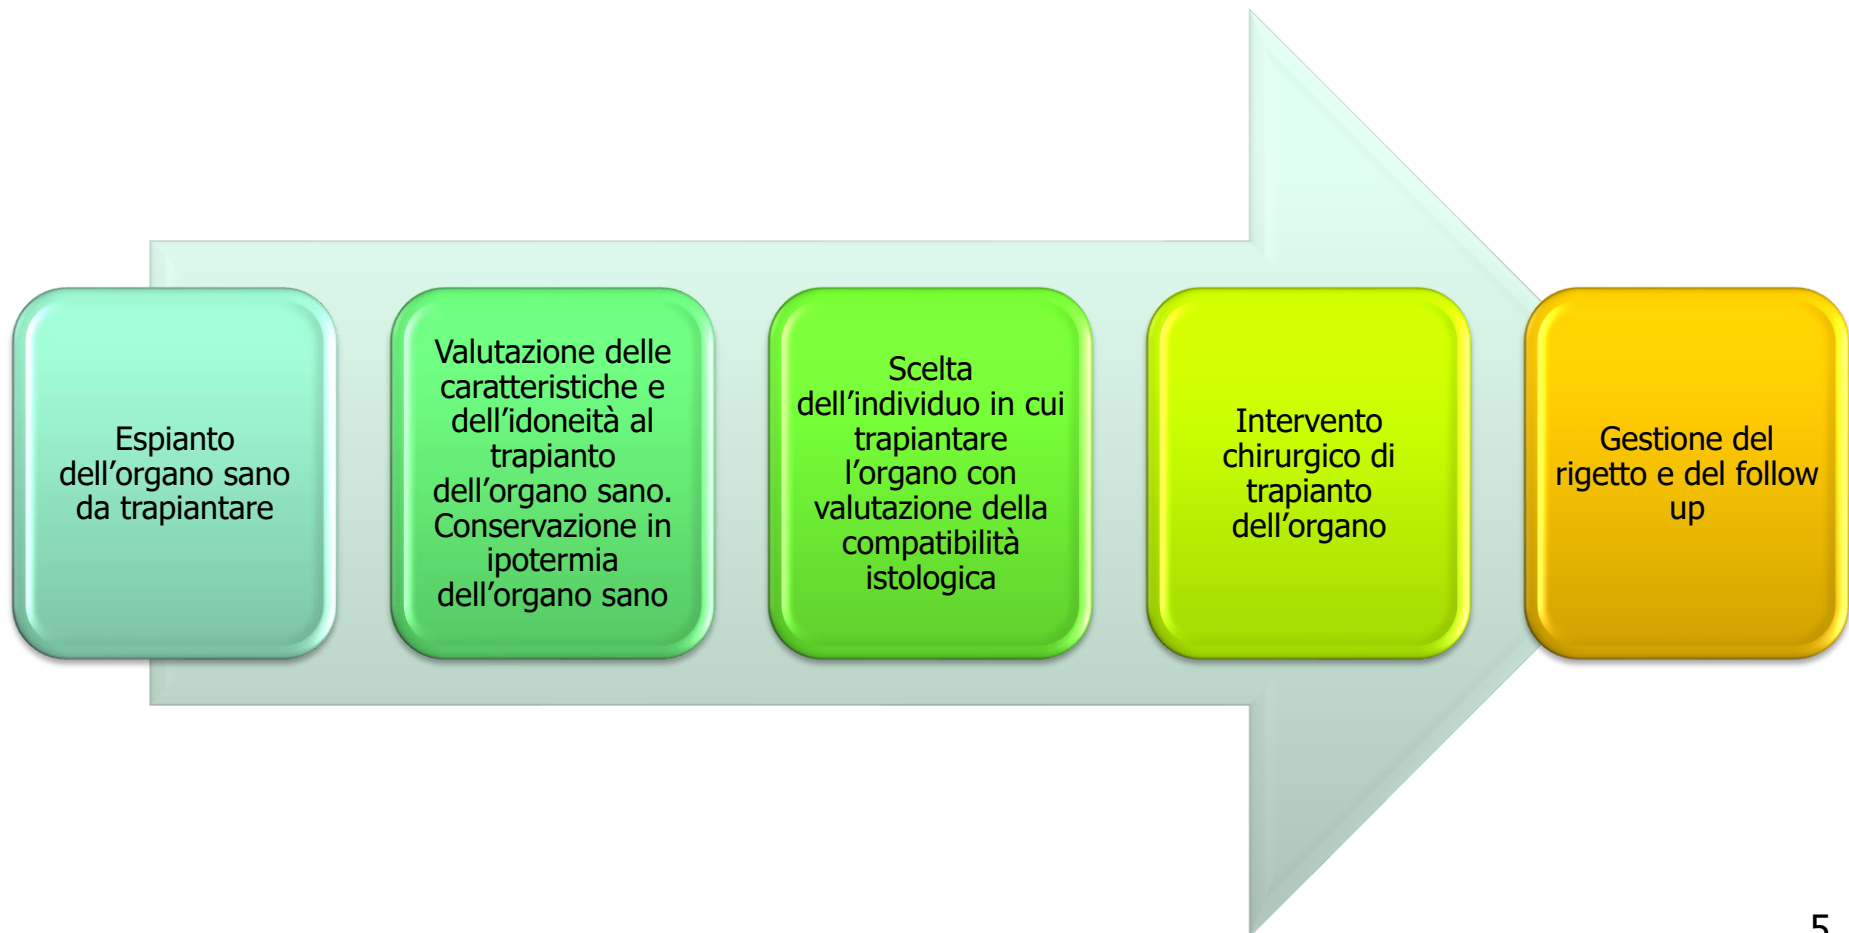 Espianto
dell’organo sano
da trapiantare
Valutazione delle
caratteristiche e
dell’idoneità al
trapianto
dell’organo sano.
Conservazione in
ipotermia
dell’organo sano
Scelta
dell’individuo in cui
trapiantare
l’organo con
valutazione della
compatibilità
istologica
Intervento
chirurgico di
trapianto
dell’organo
Gestione del
rigetto e del follow
up
5